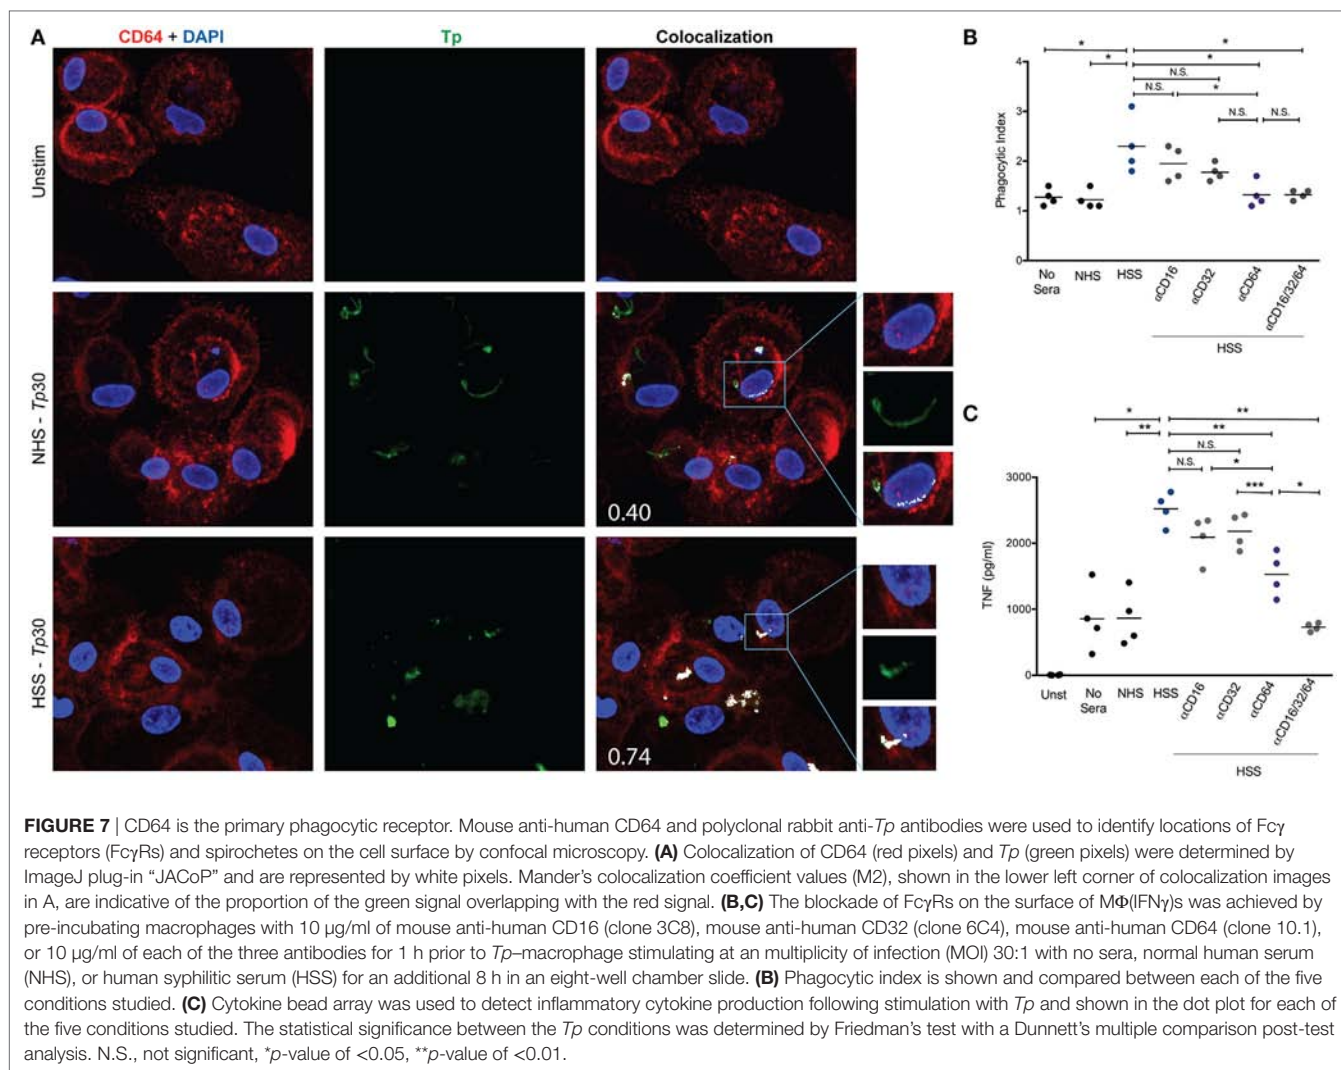 A
CD64 + DAPI
Tp
Colocalization
Unstim
NHS - Tp30
0.40
HSS - Tp30
0.74
B
* *
* *
N.S.
N.S. *
N.S. N.S.
4
3
2
1
0
Phagocytic Index
No Sera
NHS
HSS
αCD16
αCD32
αCD64
αCD16/32/64
HSS
C
* **
** **
N.S.
N.S. *
*** *
3000
2000
1000
0
TNF (pg/ml)
Unst
No Sera
NHS
HSS
αCD16
αCD32
αCD64
αCD16/32/64
HSS
FIGURE 7 | CD64 is the primary phagocytic receptor. Mouse anti-human CD64 and polyclonal rabbit anti-Tp antibodies were used to identify locations of Fcγ
receptors (FcγRs) and spirochetes on the cell surface by confocal microscopy. (A) Colocalization of CD64 (red pixels) and Tp (green pixels) were determined by
ImageJ plug-in “JACoP” and are represented by white pixels. Mander’s colocalization coefficient values (M2), shown in the lower left corner of colocalization images
in A, are indicative of the proportion of the green signal overlapping with the red signal. (B,C) The blockade of FcγRs on the surface of MΦ(IFNγ)s was achieved by
pre-incubating macrophages with 10 µg/ml of mouse anti-human CD16 (clone 3C8), mouse anti-human CD32 (clone 6C4), mouse anti-human CD64 (clone 10.1),
or 10 µg/ml of each of the three antibodies for 1 h prior to Tp–macrophage stimulating at an multiplicity of infection (MOI) 30:1 with no sera, normal human serum
(NHS), or human syphilitic serum (HSS) for an additional 8 h in an eight-well chamber slide. (B) Phagocytic index is shown and compared between each of the five
conditions studied. (C) Cytokine bead array was used to detect inflammatory cytokine production following stimulation with Tp and shown in the dot plot for each of
the five conditions studied. The statistical significance between the Tp conditions was determined by Friedman’s test with a Dunnett’s multiple comparison post-test
analysis. N.S., not significant, *p-value of <0.05, **p-value of <0.01.